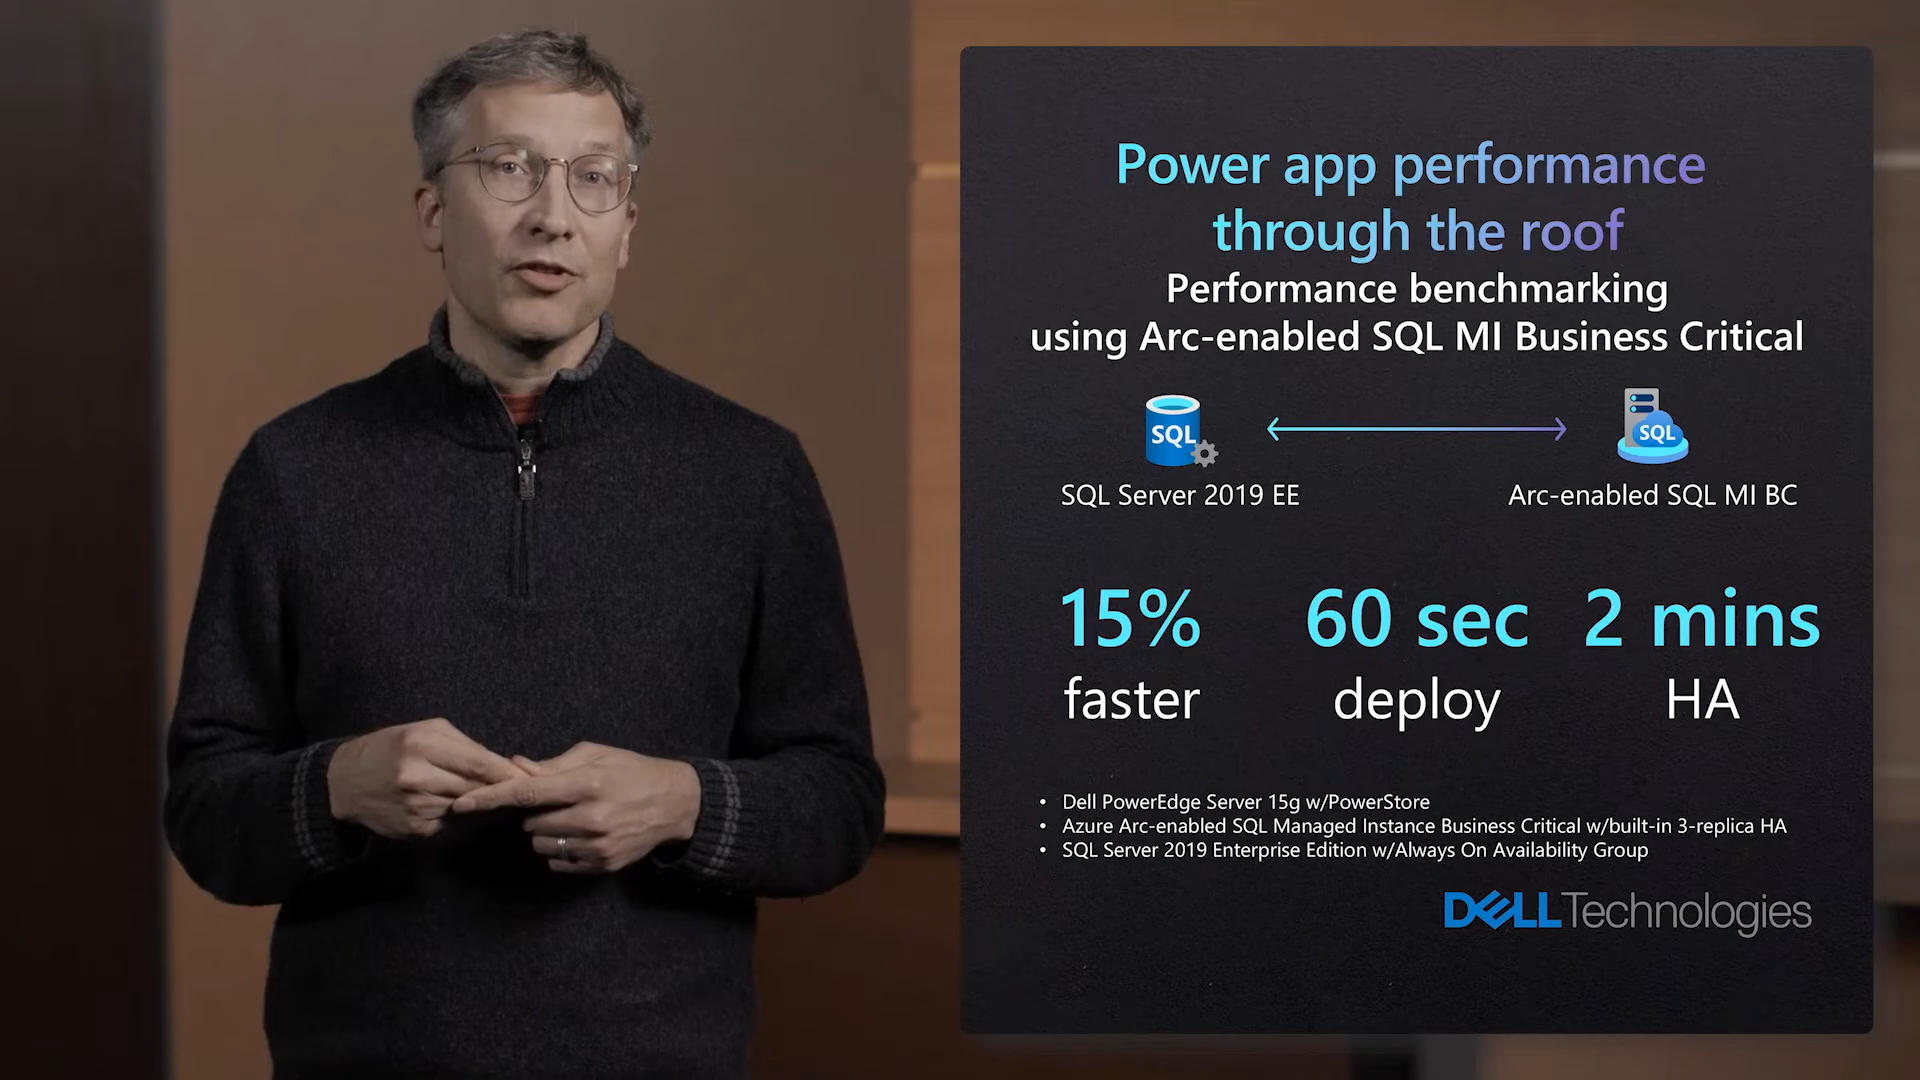 Power app performance
through the roof
Performance benchmarking
using Arc-enabled SQL MI Business Critical
SQL
SQL
SQL Server 2019 EE
Arc-enabled SQL MI BC
15%
60 sec
2 mins
faster
deploy
HA
• Dell PowerEdge Server 15g w/PowerStore
• Azure Arc-enabled SQL Managed Instance Business Critical w/built-in 3-replica HA
• SQL Server 2019 Enterprise Edition w/Always On Availability Group
DELL Technologies